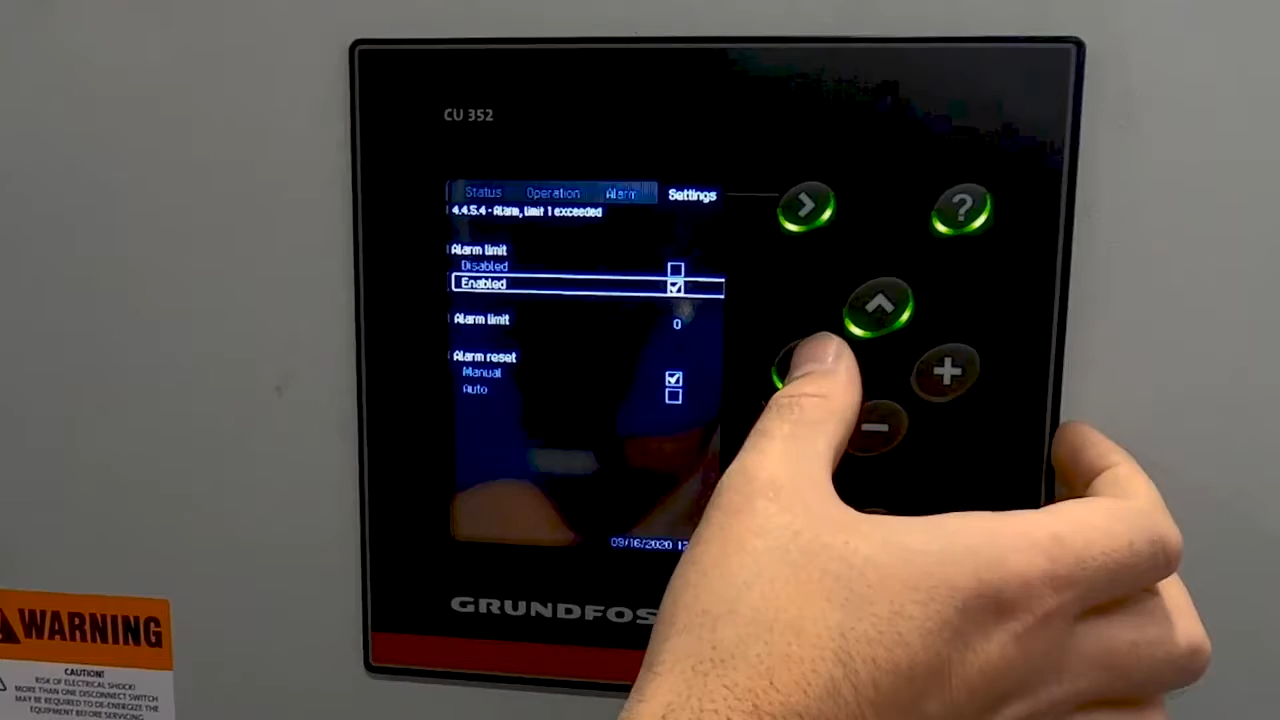 CU 352
Status Operation Alarm Settings
4.4.5.4 - Alarm, limit 1 exceeded
Alarm limit
Disabled
Enabled
Alarm limit 0
Alarm reset
Manual
Auto
09/16/2020 12
GRUNDFOS
WARNING
CAUTION!
RISK OF ELECTRICAL SHOCK!
MORE THAN ONE DISCONNECT SWITCH
MAY BE REQUIRED TO DE-ENERGIZE THE
EQUIPMENT BEFORE SERVICING